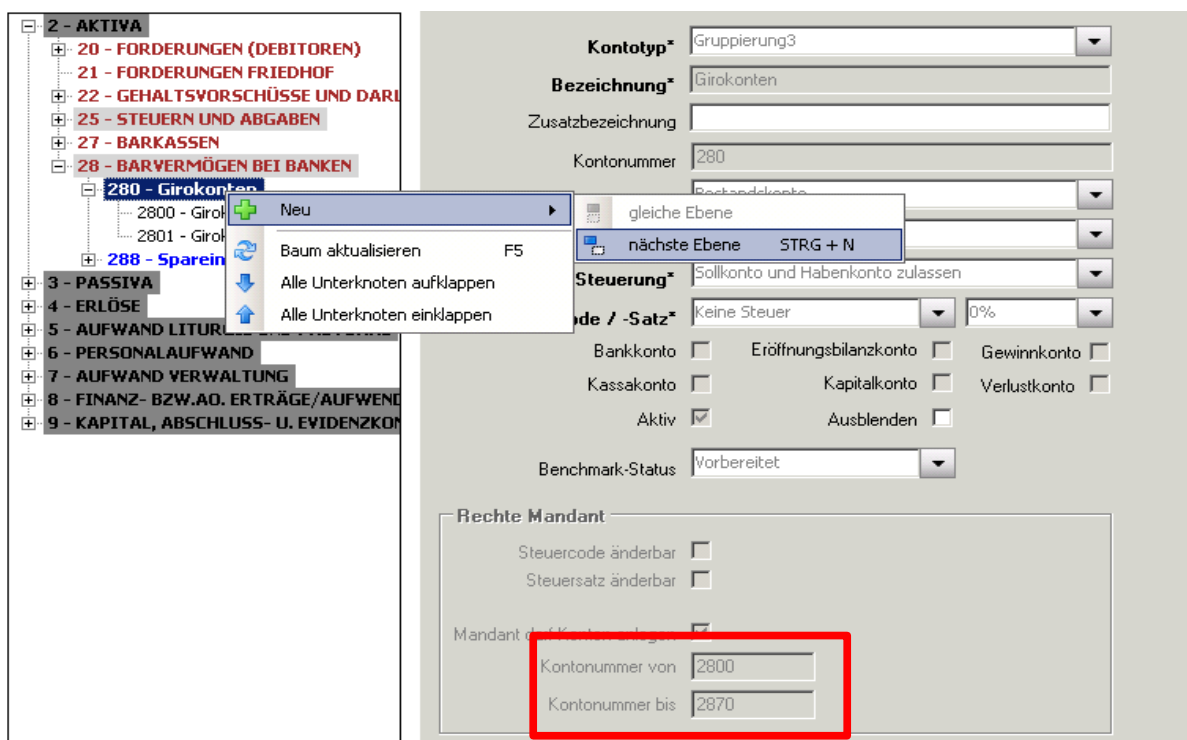 2 - AKTIVA
20 - FORDERUNGEN (DEBITOREN)
21 - FORDERUNGEN FRIEDHOF
22 - GEHALTSVORSCHÜSSE UND DARL
25 - STEUERN UND ABGABEN
27 - BARKASSEN
28 - BARVERMÖGEN BEI BANKEN
280 - Girokonten
2800 - Girol
2801 - Girol
288 - Sparein
3 - PASSIVA
4 - ERLÖSE
5 - AUFWAND
6 - PERSONALAUFWAND
7 - AUFWAND VERWALTUNG
8 - FINANZ- BZW.AO. ERTRÄGE/AUFWEND
9 - KAPITAL, ABSCHLUSS- U. EVIDENZKON
Neu
Baum aktualisieren F5
Alle Unterknoten aufklappen
Alle Unterknoten einklappen
gleiche Ebene
nächste Ebene STRG + N
Kontotyp* Gruppierung3
Bezeichnung* Girokonten
Zusatzbezeichnung
Kontonummer 280
Bestandskonto
Steuerung* Sollkonto und Habenkonto zulassen
de / -Satz* Keine Steuer 0%
Bankkonto Eröffnungsbilanzkonto Gewinnkonto
Kassakonto Kapitalkonto Verlustkonto
Aktiv Ausblenden
Benchmark-Status Vorbereitet
Rechte Mandant
Steuercode änderbar
Steuersatz änderbar
Mandant darf Konten anlegen
Kontonummer von 2800
Kontonummer bis 2870